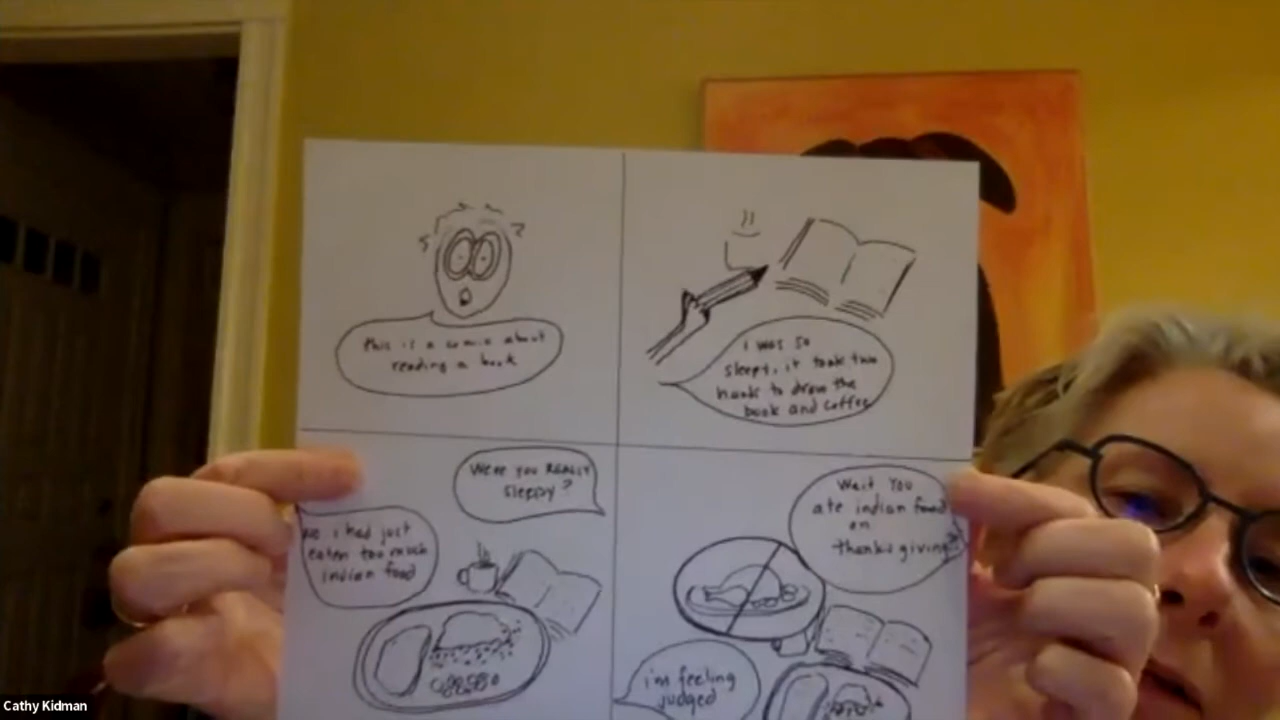 this is a comic about
reading a book
I was so
sleepy, it took two
hours to draw the
book and coffee
Were you REALLY
sleepy?
no i had just
eaten too much
indian food
Wait You
ate indian food
on
thanksgiving?!
i'm feeling
judged
Cathy Kidman